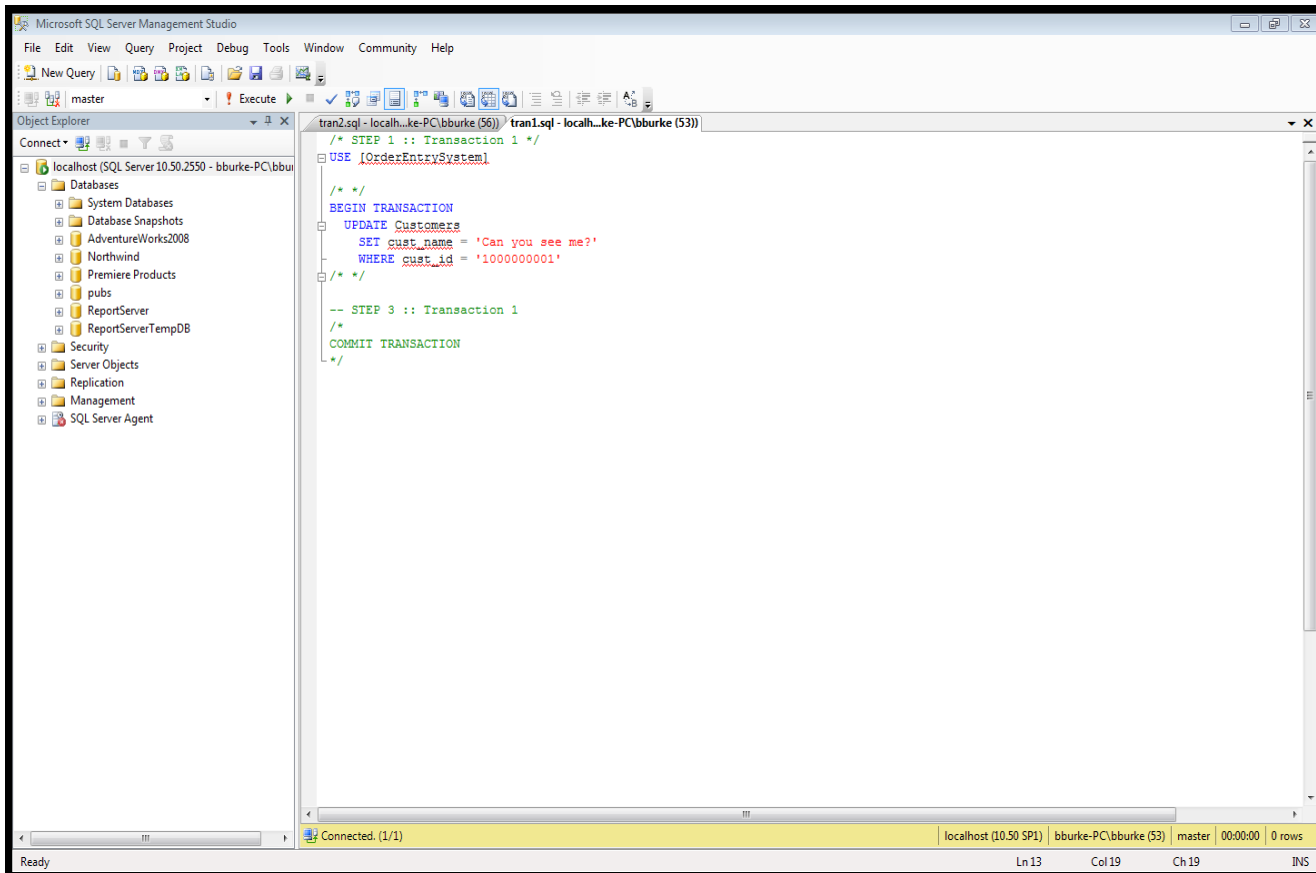 Microsoft SQL Server Management Studio
File Edit View Query Project Debug Tools Window Community Help
New Query
master Execute
Object Explorer
tran2.sql - localh...ke-PC\bburke (56)) tran1.sql - localh...ke-PC\bburke (53))
Connect
localhost (SQL Server 10.50.2550 - bburke-PC\bbur
Databases
System Databases
Database Snapshots
AdventureWorks2008
Northwind
Premiere Products
pubs
ReportServer
ReportServerTempDB
Security
Server Objects
Replication
Management
SQL Server Agent
/* STEP 1 :: Transaction 1 */
USE [OrderEntrySystem]
/* */
BEGIN TRANSACTION
UPDATE Customers
SET cust_name = 'Can you see me?'
WHERE cust_id = '1000000001'
/* */
-- STEP 3 :: Transaction 1
/*
COMMIT TRANSACTION
*/
Connected. (1/1) localhost (10.50 SP1) bburke-PC\bburke (53) master 00:00:00 0 rows
Ready Ln 13 Col 19 Ch 19 INS